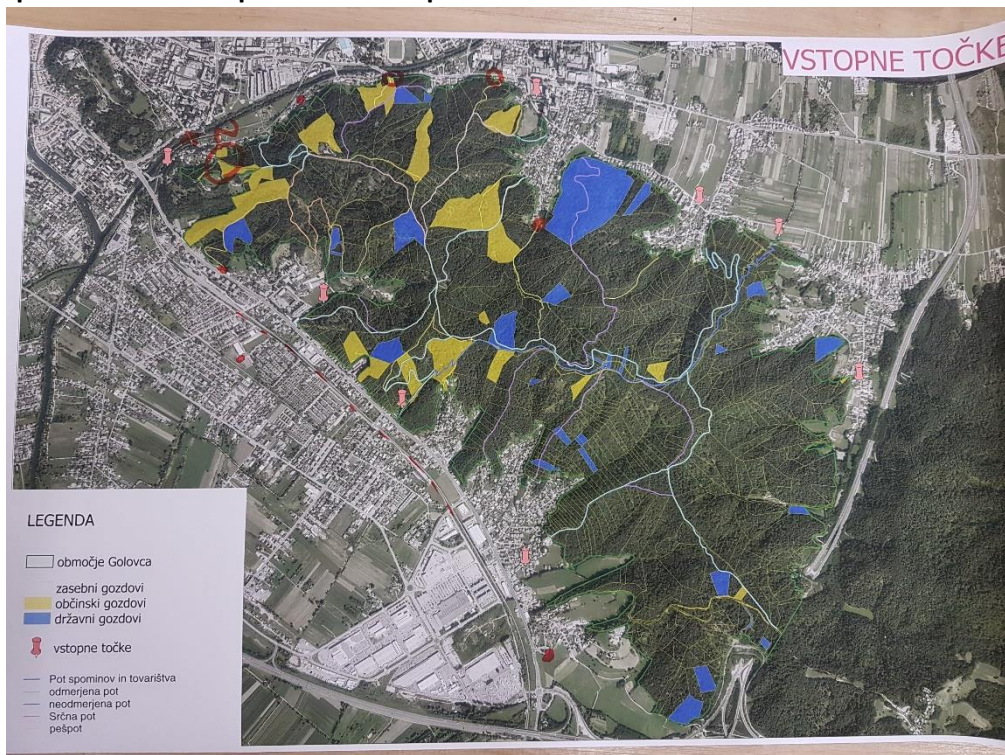 VSTOPNE TOČKE
LEGENDA
območje Golovca
zasebni gozdovi
občinski gozdovi
državni gozdovi
vstopne točke
Pot spominov in tovarištva
odmerjena pot
neodmerjena pot
Srčna pot
pešpot